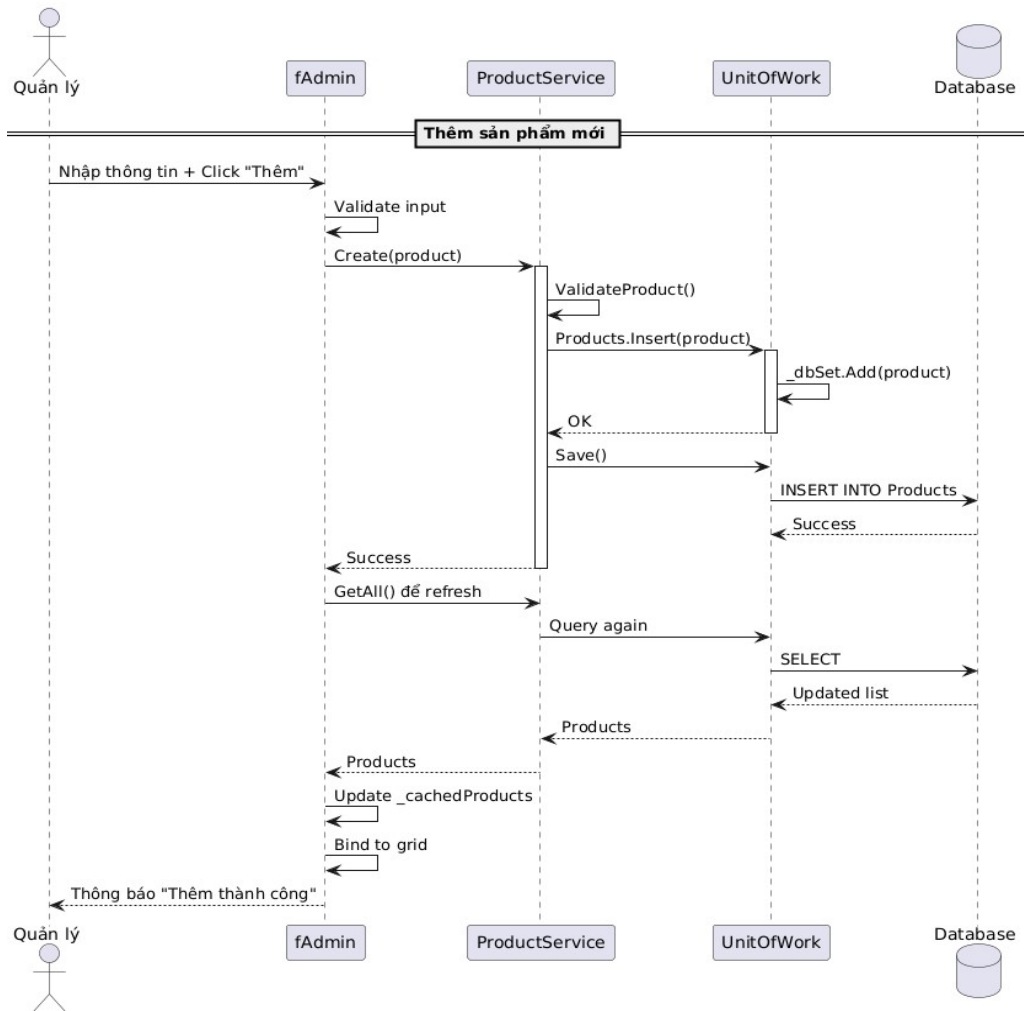 Quản lý
fAdmin
ProductService
UnitOfWork
Database
Thêm sản phẩm mới
Nhập thông tin + Click "Thêm"
Validate input
Create(product)
ValidateProduct()
Products.Insert(product)
_dbSet.Add(product)
OK
Save()
INSERT INTO Products
Success
Success
GetAll() để refresh
Query again
SELECT
Updated list
Products
Products
Update _cachedProducts
Bind to grid
Thông báo "Thêm thành công"
Quản lý
fAdmin
ProductService
UnitOfWork
Database